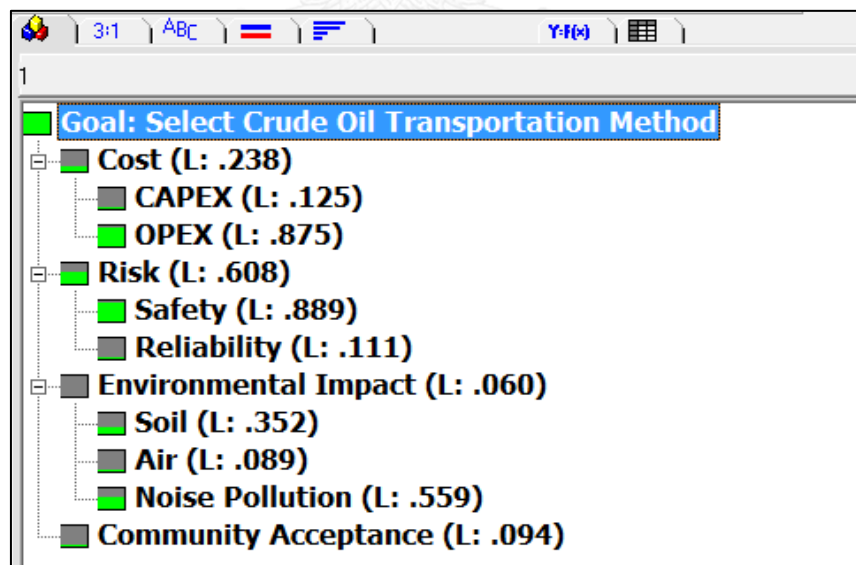 3:1 ABC Y=F(x)
1
Goal: Select Crude Oil Transportation Method
Cost (L: .238)
CAPEX (L: .125)
OPEX (L: .875)
Risk (L: .608)
Safety (L: .889)
Reliability (L: .111)
Environmental Impact (L: .060)
Soil (L: .352)
Air (L: .089)
Noise Pollution (L: .559)
Community Acceptance (L: .094)